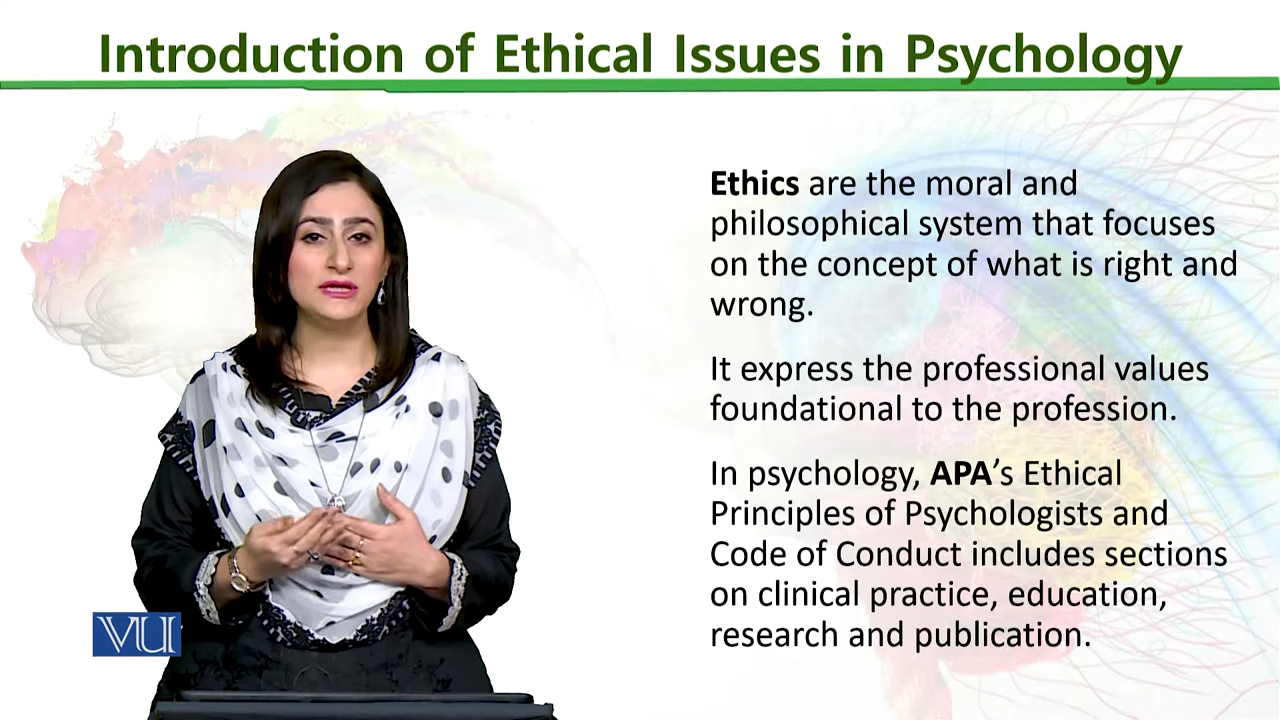 Introduction of Ethical Issues in Psychology
Ethics are the moral and
philosophical system that focuses
on the concept of what is right and
wrong.
It express the professional values
foundational to the profession.
In psychology, APA’s Ethical
Principles of Psychologists and
Code of Conduct includes sections
on clinical practice, education,
research and publication.
VU